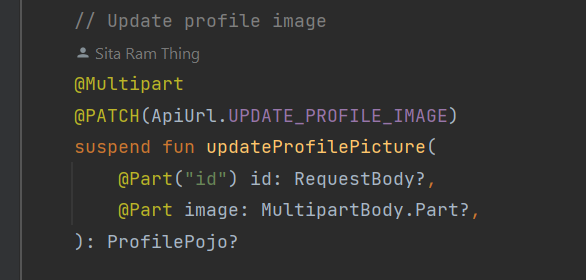 // Update profile image
Sita Ram Thing
@Multipart
@PATCH(ApiUrl.UPDATE_PROFILE_IMAGE)
suspend fun updateProfilePicture(
    @Part("id") id: RequestBody?,
    @Part image: MultipartBody.Part?,
): ProfilePojo?